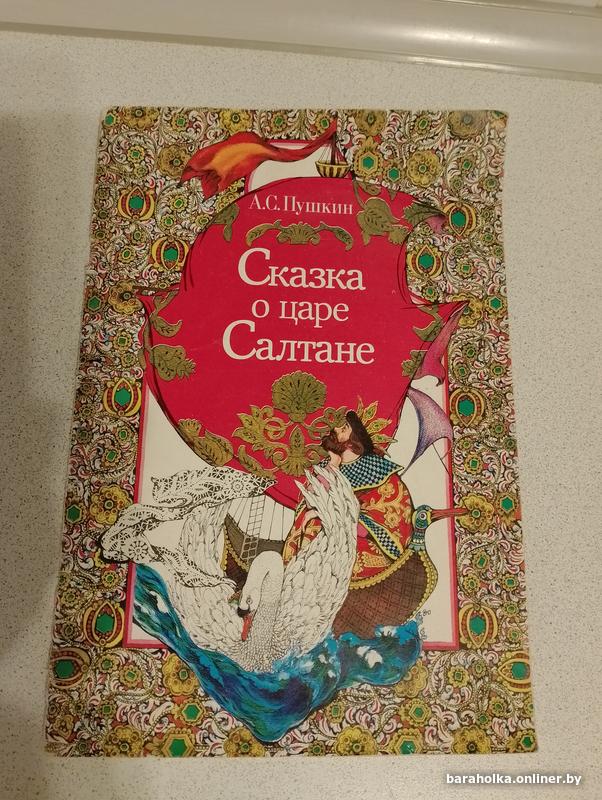 А.С.Пушкин
Сказка
о царе
Салтане
baraholka.onliner.by